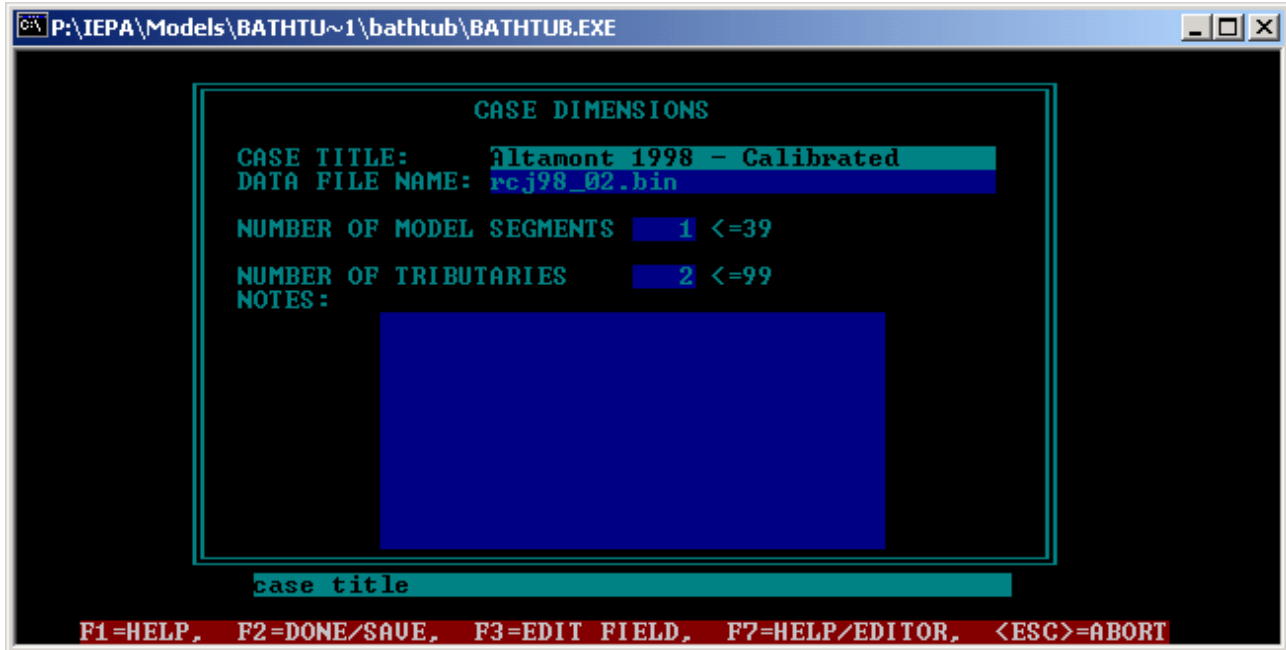 P:\IEPA\Models\BATHTU~1\bathtub\BATHTUB.EXE
CASE DIMENSIONS
CASE TITLE: Altamont 1998 - Calibrated
DATA FILE NAME: rcj98_02.bin
NUMBER OF MODEL SEGMENTS 1 <=39
NUMBER OF TRIBUTARIES 2 <=99
NOTES:
case title
F1=HELP, F2=DONE/SAVE, F3=EDIT FIELD, F7=HELP/EDITOR, <ESC>=ABORT